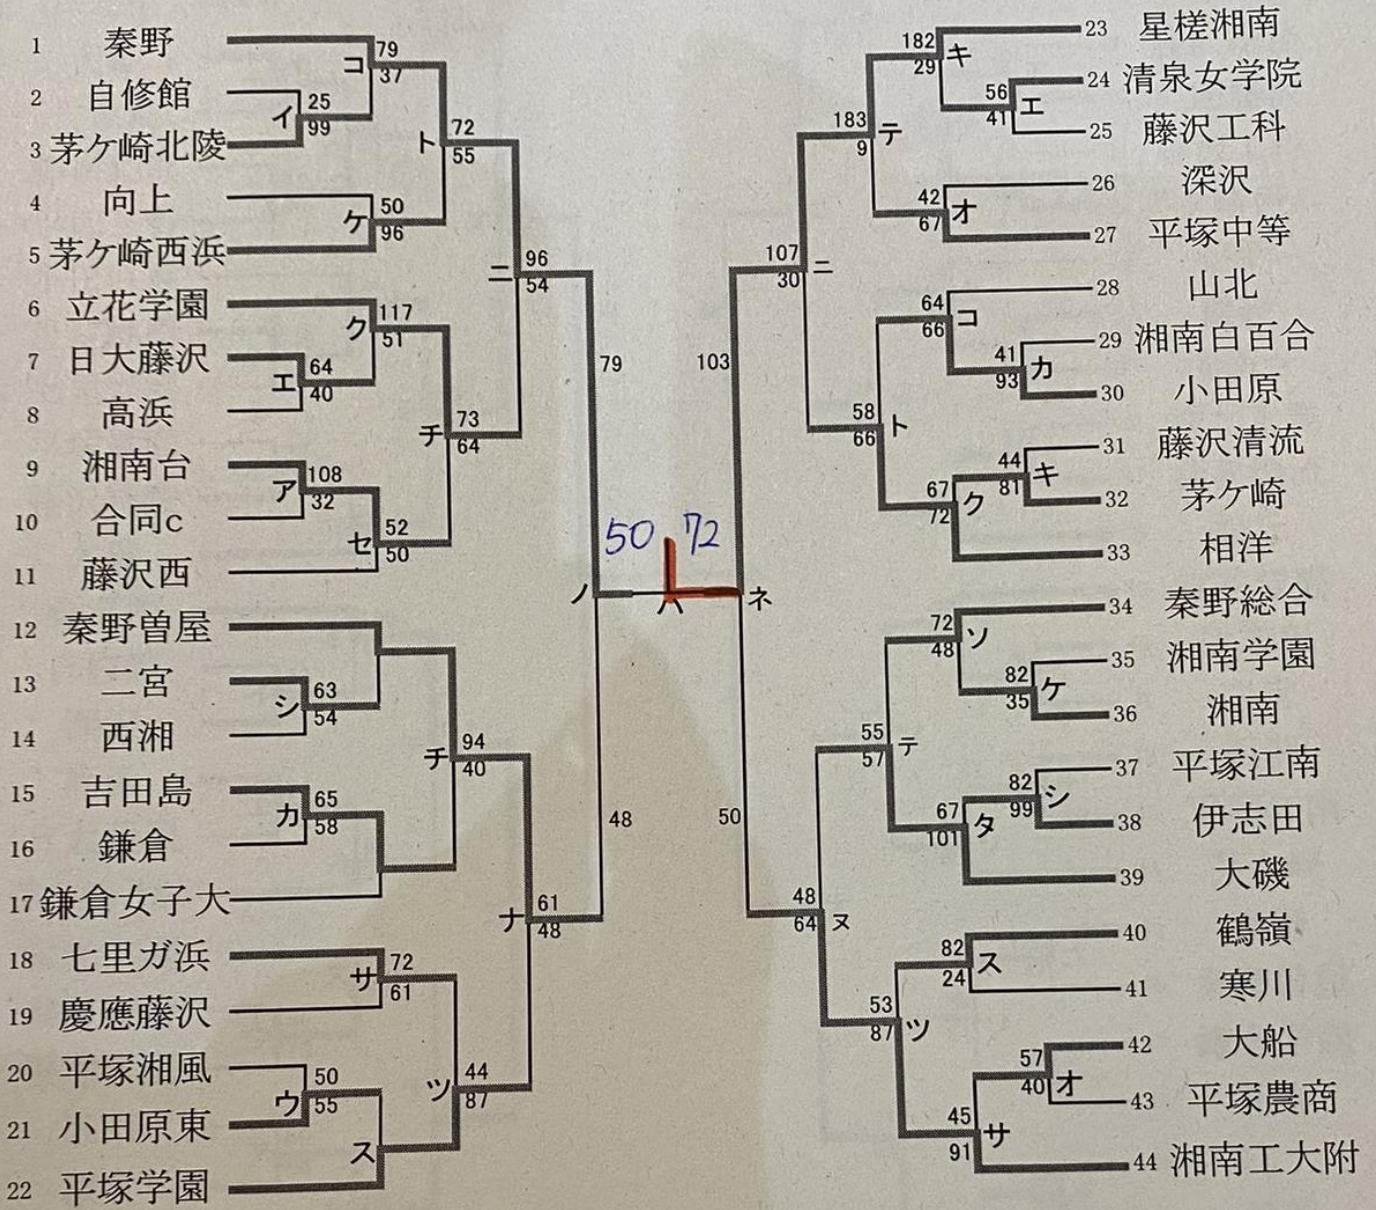 1 秦野
2 自修館
3 茅ケ崎北陵
4 向上
5 茅ケ崎西浜
6 立花学園
7 日大藤沢
8 高浜
9 湘南台
10 合同c
11 藤沢西
12 秦野曽屋
13 二宮
14 西湘
15 吉田島
16 鎌倉
17 鎌倉女子大
18 七里ガ浜
19 慶應藤沢
20 平塚湘風
21 小田原東
22 平塚学園
コ 79 37
イ 25 99
ケ 50 96
ク 117 51
エ 64 40
ア 108 32
セ 52 50
シ 63 54
カ 65 58
サ 72 61
ウ 50 55
ス
ト 72 55
チ 73 64
チ 94 40
ツ 44 87
ニ 96 54
ナ 61 48
79
ノ
48
50 72
ハ
103
ネ
50
107 30 ニ
48 64 ヌ
183 9 テ
58 66 ト
55 57 テ
53 87 ツ
182 29 キ
56 41 エ
42 67 オ
64 66 コ
41 93 カ
44 81 キ
67 72 ク
72 48 ソ
82 35 ケ
82 99 シ
67 101 タ
82 24 ス
57 40 オ
45 91 サ
23 星槎湘南
24 清泉女学院
25 藤沢工科
26 深沢
27 平塚中等
28 山北
29 湘南白百合
30 小田原
31 藤沢清流
32 茅ケ崎
33 相洋
34 秦野総合
35 湘南学園
36 湘南
37 平塚江南
38 伊志田
39 大磯
40 鶴嶺
41 寒川
42 大船
43 平塚農商
44 湘南工大附